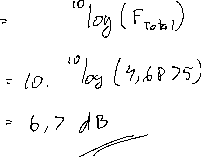 = ¹⁰log (F_Total)
= 10. ¹⁰log (4,6875)
= 6,7 dB